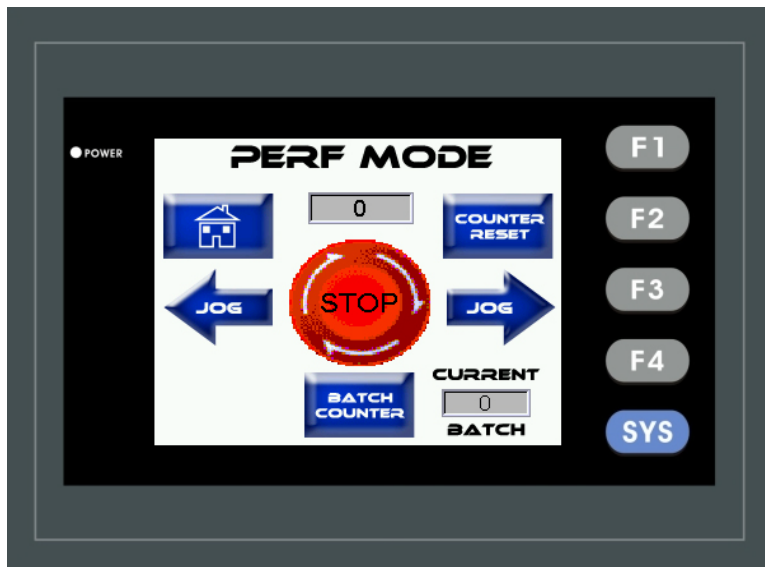 POWER
PERF MODE
F1
0
COUNTER
RESET
F2
JOG
STOP
JOG
F3
CURRENT
F4
BATCH
COUNTER
0
BATCH
SYS